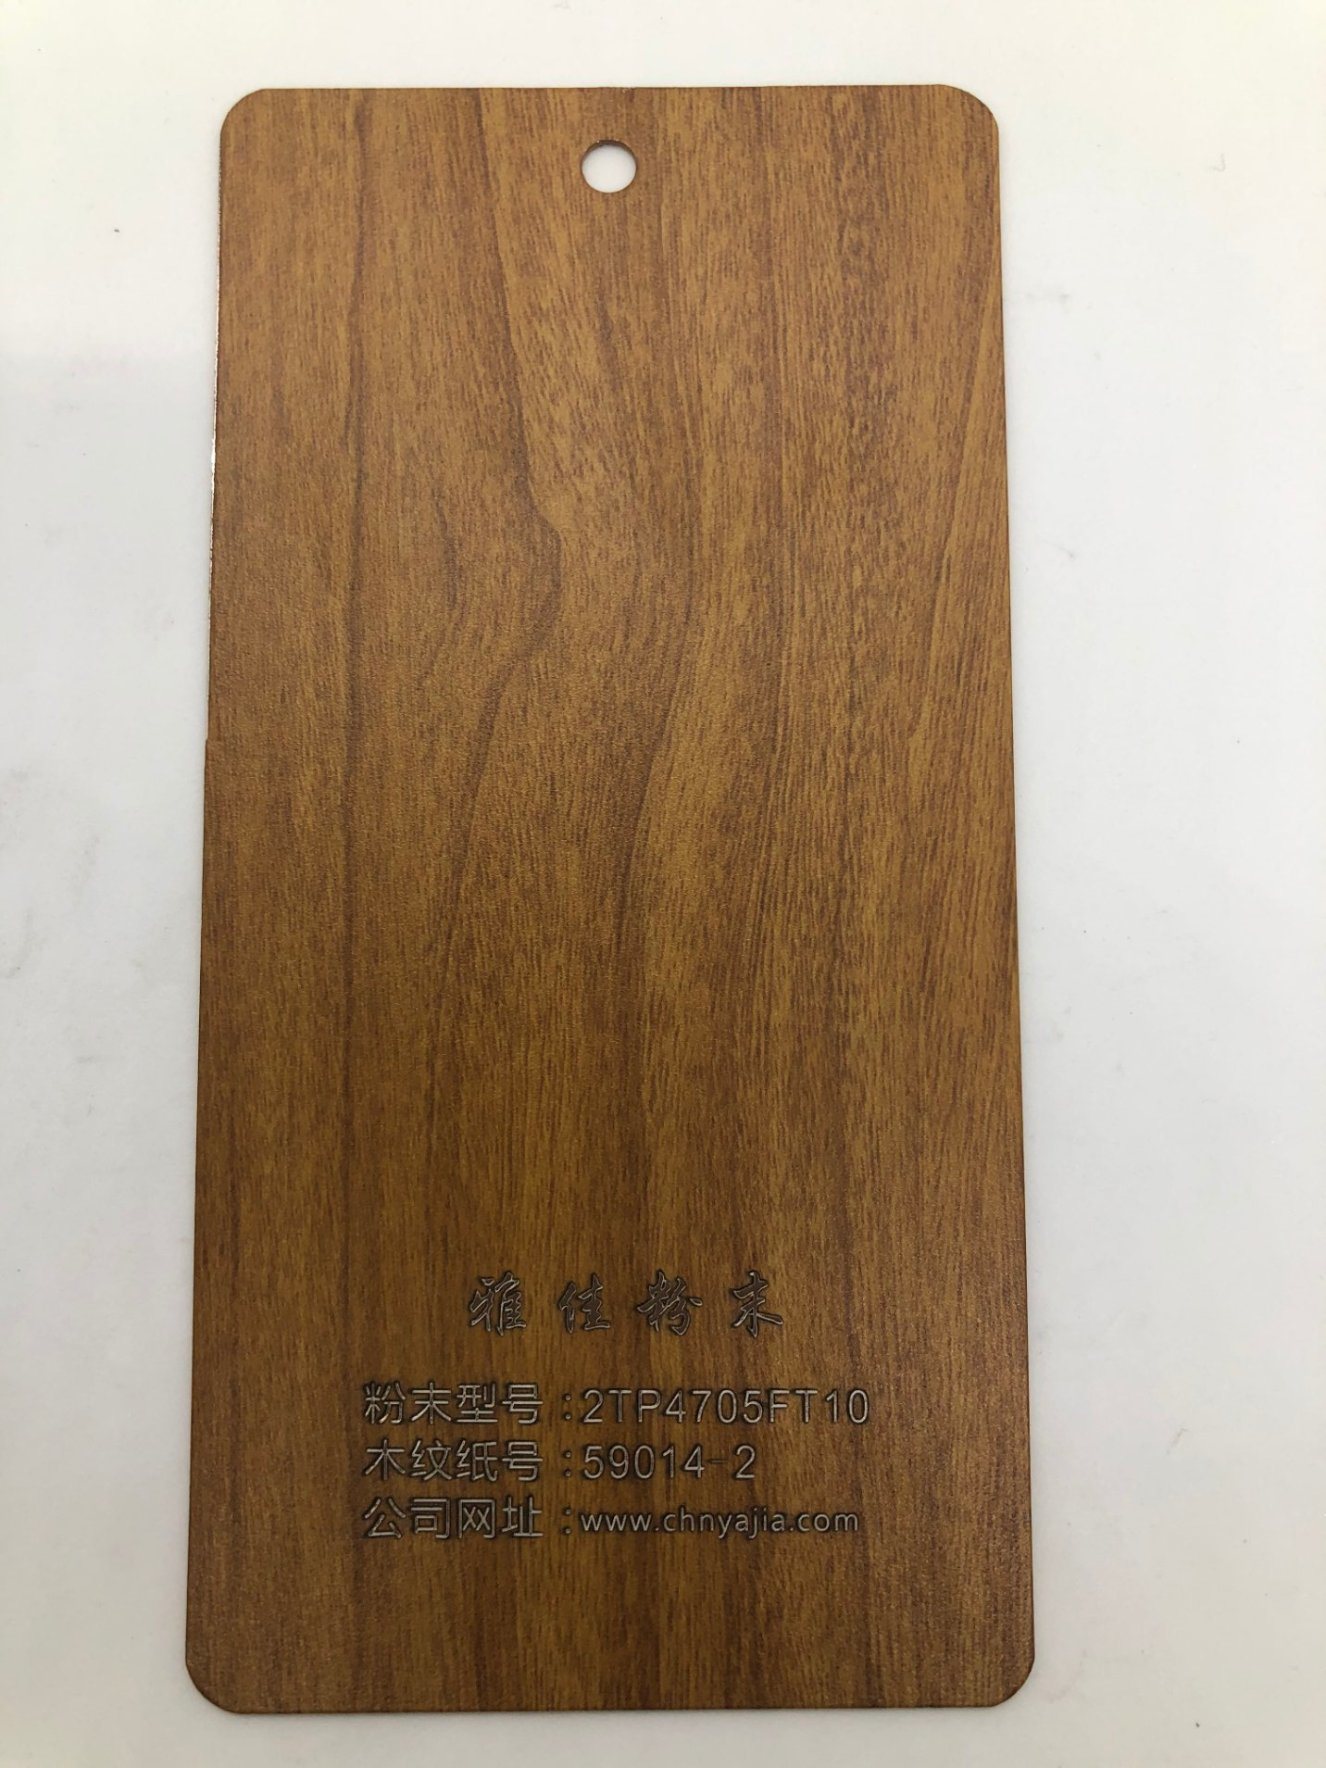 雅佳粉末
粉末型号:2TP4705FT10
木纹纸号:59014-2
公司网址:www.chnyajia.com